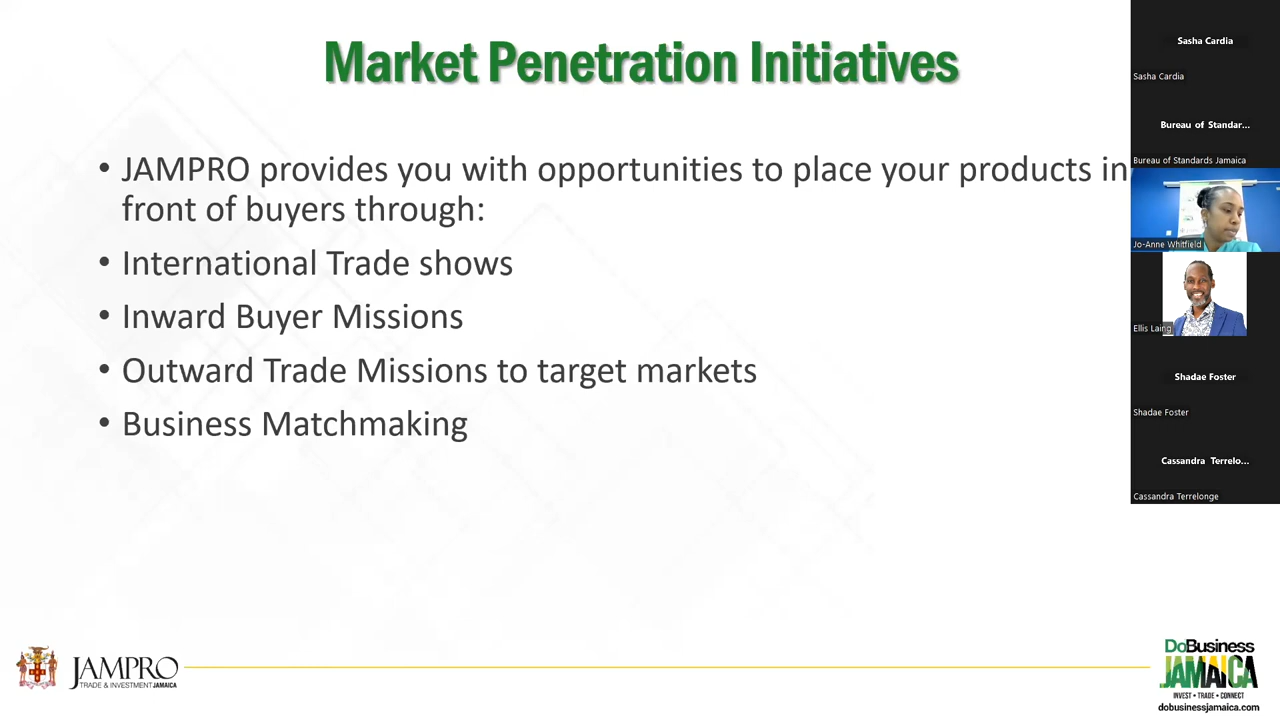 Market Penetration Initiatives
• JAMPRO provides you with opportunities to place your products in
front of buyers through:
• International Trade shows
• Inward Buyer Missions
• Outward Trade Missions to target markets
• Business Matchmaking
Sasha Cardia
Sasha Cardia
Bureau of Standar...
Bureau of Standards Jamaica
Jo-Anne Whitfield
Ellis Laing
Shadae Foster
Shadae Foster
Cassandra Terrelo...
Cassandra Terrelonge
JAMPRO
TRADE & INVESTMENT JAMAICA
DoBusiness
JAMAICA
INVEST • TRADE • CONNECT
dobusinessjamaica.com